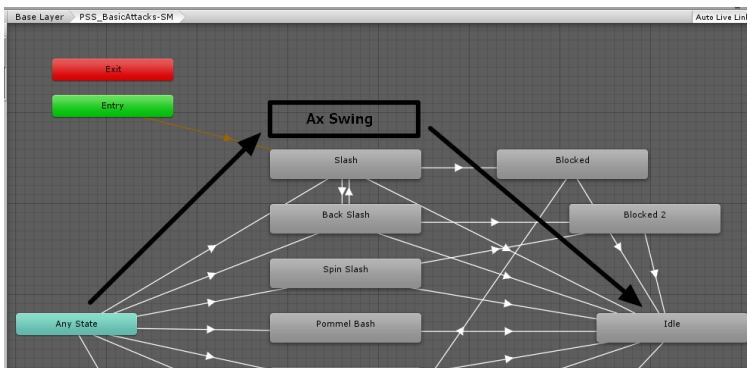 Base Layer
PSS_BasicAttacks-SM
Auto Live Lin
Exit
Entry
Ax Swing
Slash
Blocked
Back Slash
Blocked 2
Spin Slash
Any State
Pommel Bash
Idle